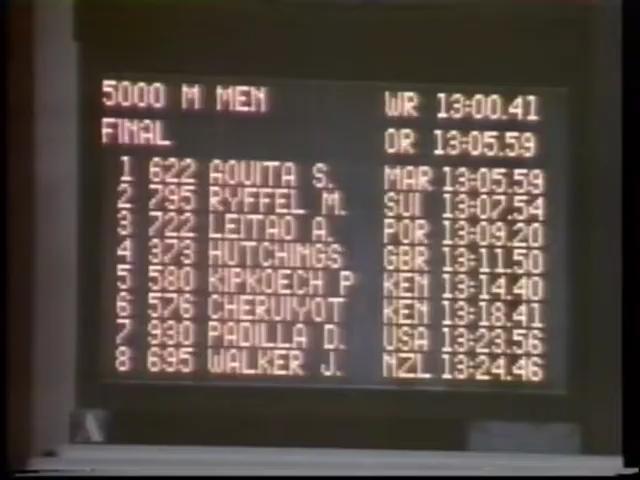 5000 M MEN WR 13:00.41
FINAL OR 13:05.59
1 622 AOUITA S. MAR 13:05.59
2 795 RYFFEL M. SUI 13:07.54
3 722 LEITAO A. POR 13:09.20
4 373 HUTCHINGS GBR 13:11.50
5 580 KIPKOECH P KEN 13:14.40
6 576 CHERUIYOT KEN 13:18.41
7 930 PADILLA D. USA 13:23.56
8 695 WALKER J. NZL 13:24.46